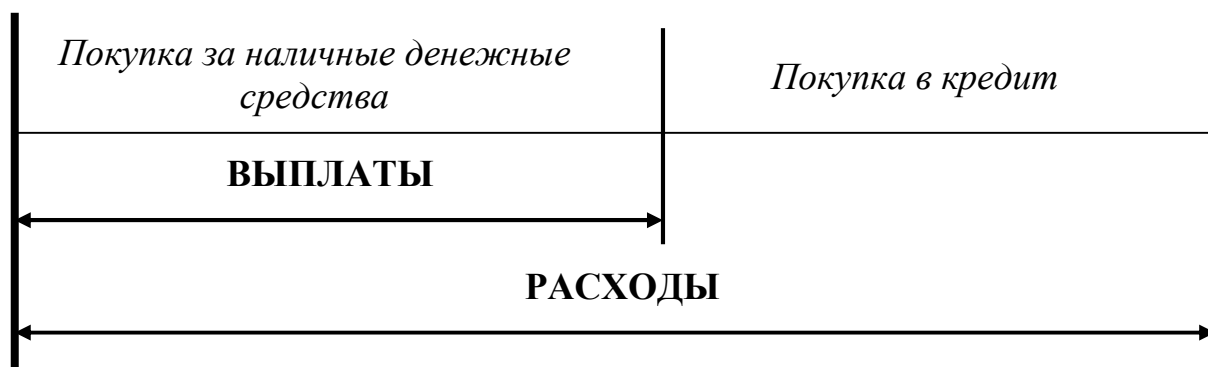 Покупка за наличные денежные
средства
Покупка в кредит
ВЫПЛАТЫ
РАСХОДЫ